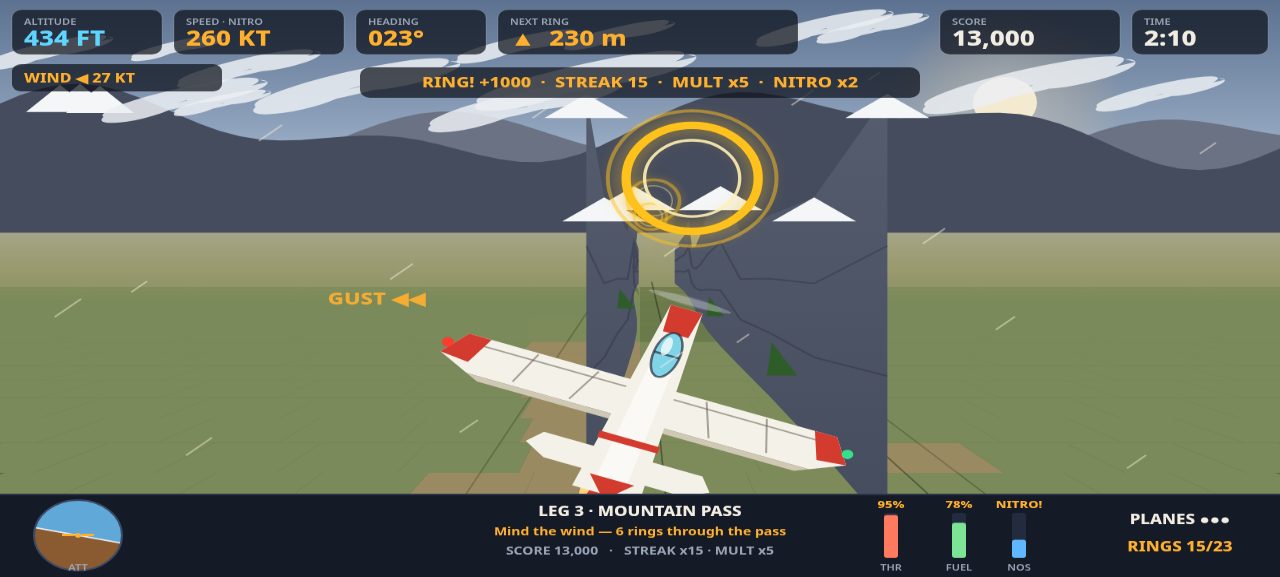 ALTITUDE
434 FT
SPEED · NITRO
260 KT
HEADING
023°
NEXT RING
▲ 230 m
SCORE
13,000
TIME
2:10
WIND ◀ 27 KT
RING! +1000 · STREAK 15 · MULT x5 · NITRO x2
GUST ◀◀
LEG 3 · MOUNTAIN PASS
Mind the wind — 6 rings through the pass
SCORE 13,000 · STREAK x15 · MULT x5
ATT
95%
THR
78%
FUEL
NITRO!
NOS
PLANES ●●●
RINGS 15/23